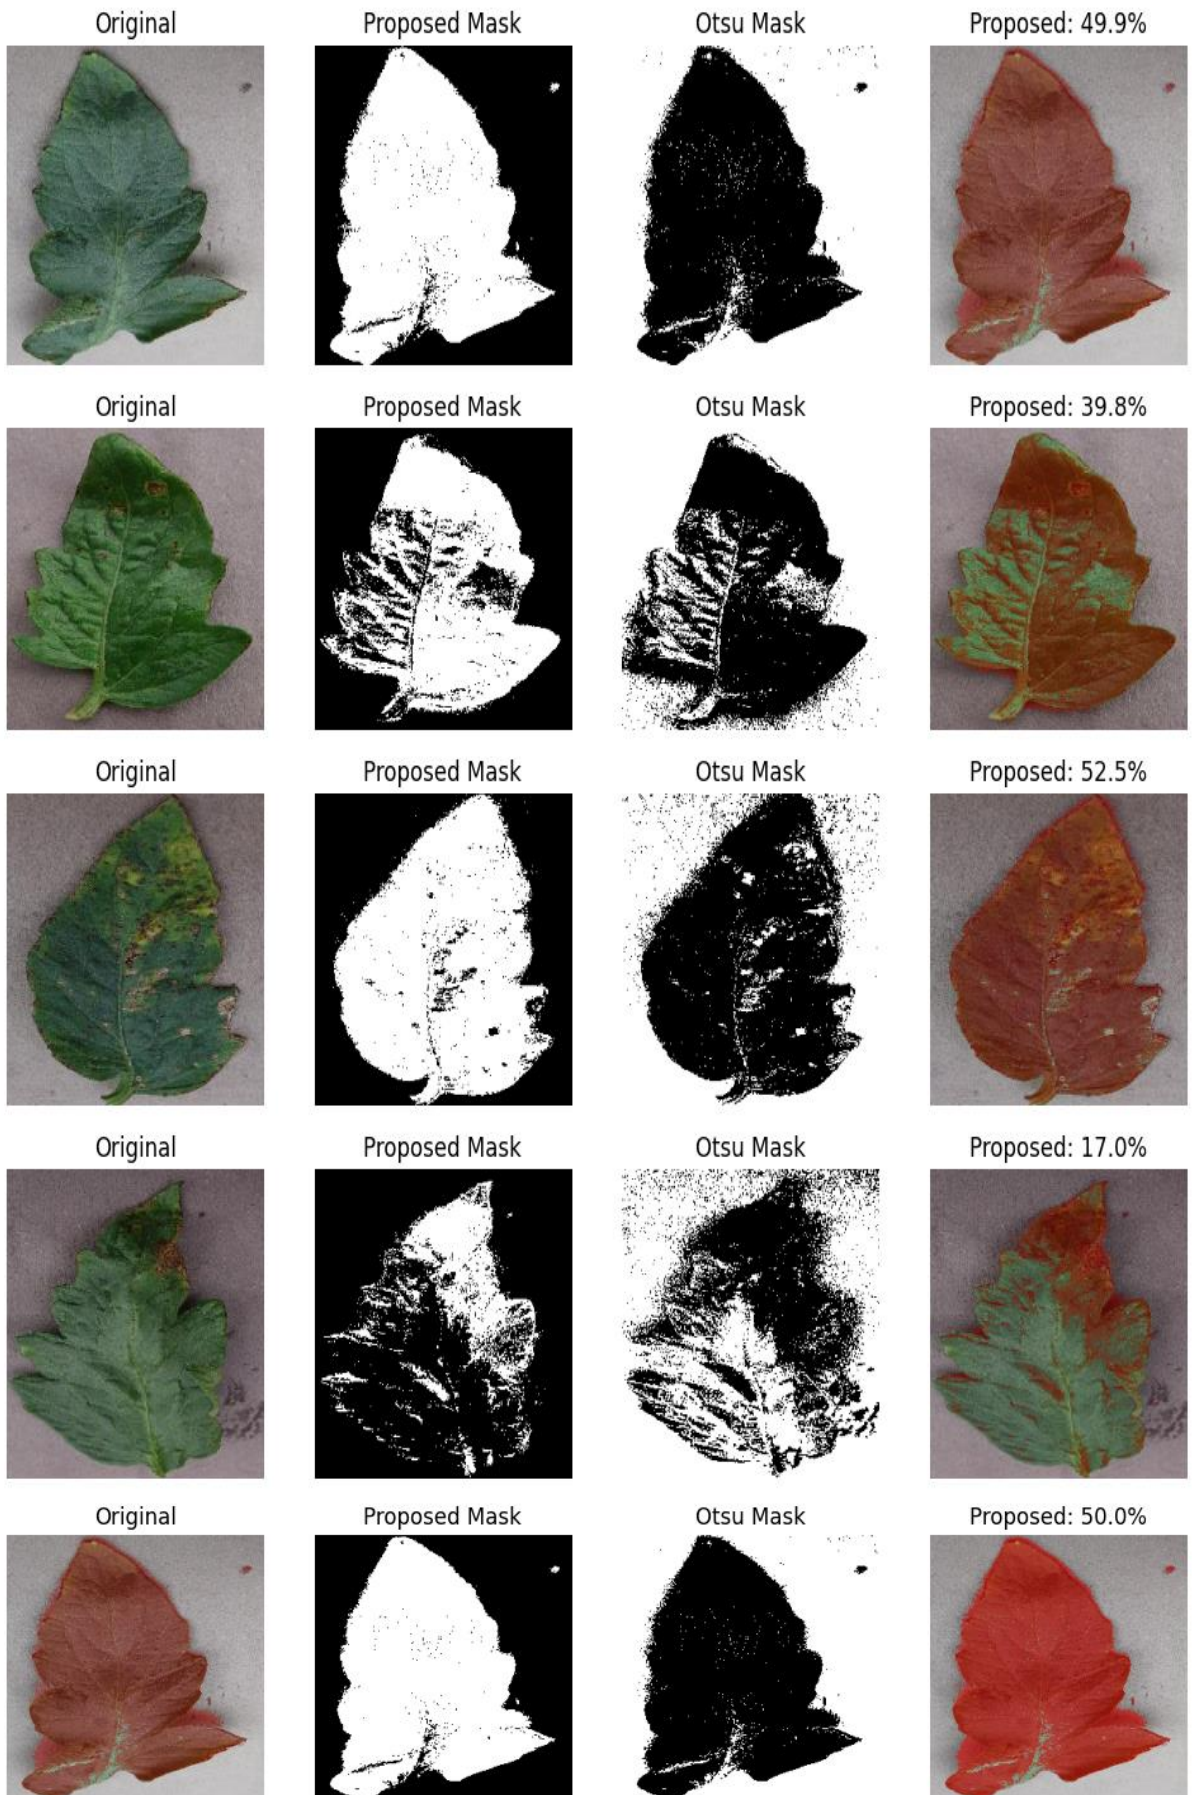 Original Proposed Mask Otsu Mask Proposed: 49.9%
Original Proposed Mask Otsu Mask Proposed: 39.8%
Original Proposed Mask Otsu Mask Proposed: 52.5%
Original Proposed Mask Otsu Mask Proposed: 17.0%
Original Proposed Mask Otsu Mask Proposed: 50.0%